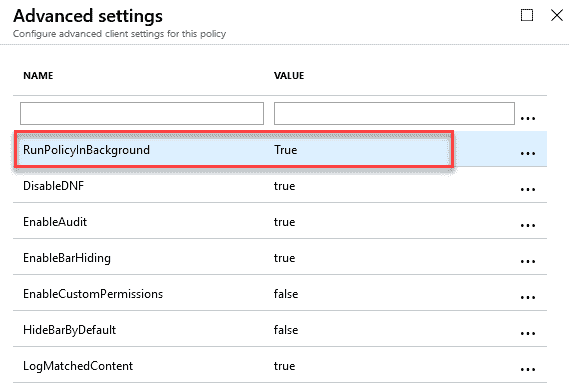 Advanced settings
Configure advanced client settings for this policy
NAME VALUE
...
RunPolicyInBackground True ...
DisableDNF true ...
EnableAudit true ...
EnableBarHiding true ...
EnableCustomPermissions false ...
HideBarByDefault false ...
LogMatchedContent true ...